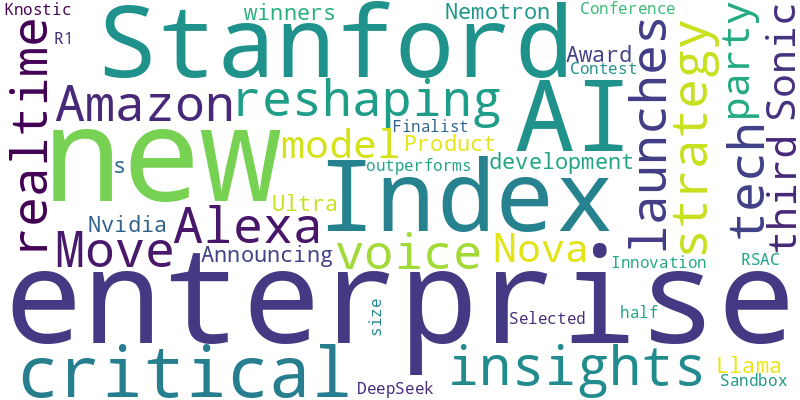 Knostic
winners
Stanford
Nemotron
Conference
R1
realtime
Amazon
reshaping
AI
Award
Contest
launches
strategy
party
tech
third
Sonic
new
model
Finalist
Product
s
outperforms
development
Index
Ultra
Nvidia
Alexa
Move
Announcing
voice
Nova
Innovation
RSAC
enterprise
size
Selected
half
critical
insights
DeepSeek
Llama
Sandbox